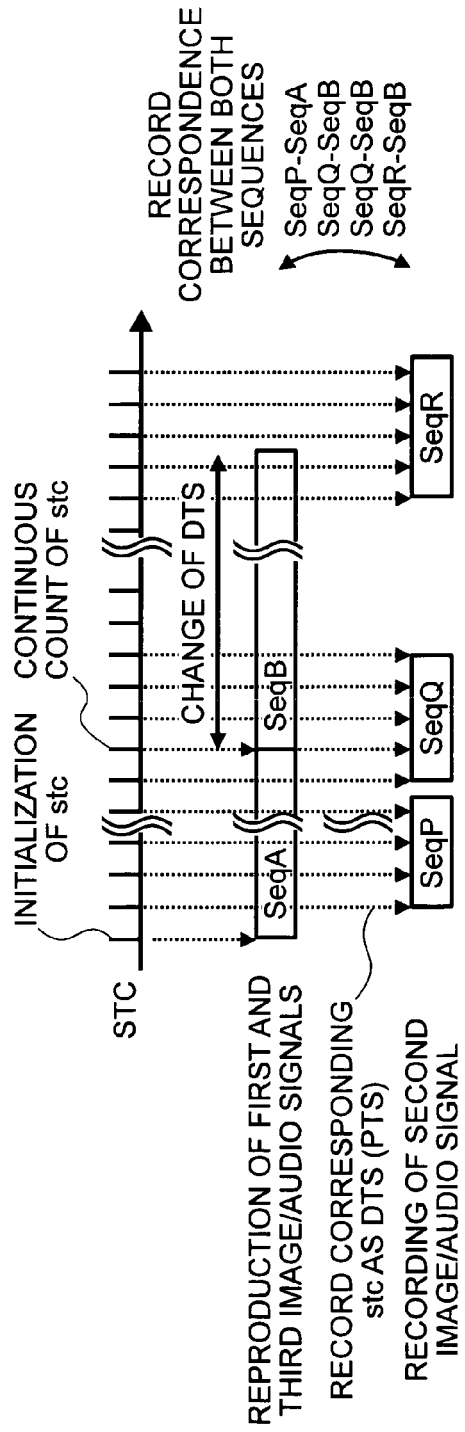 INITIALIZATION
OF stc
CONTINUOUS
COUNT OF stc
STC
RECORD
CORRESPONDENCE
BETWEEN BOTH
SEQUENCES
CHANGE OF DTS
REPRODUCTION OF FIRST AND
THIRD IMAGE/AUDIO SIGNALS
SeqA
SeqB
SeqP-SeqA
SeqQ-SeqB
SeqQ-SeqB
SeqR-SeqB
RECORD CORRESPONDING
stc AS DTS (PTS)
RECORDING OF SECOND
IMAGE/AUDIO SIGNAL
SeqP
SeqQ
SeqR